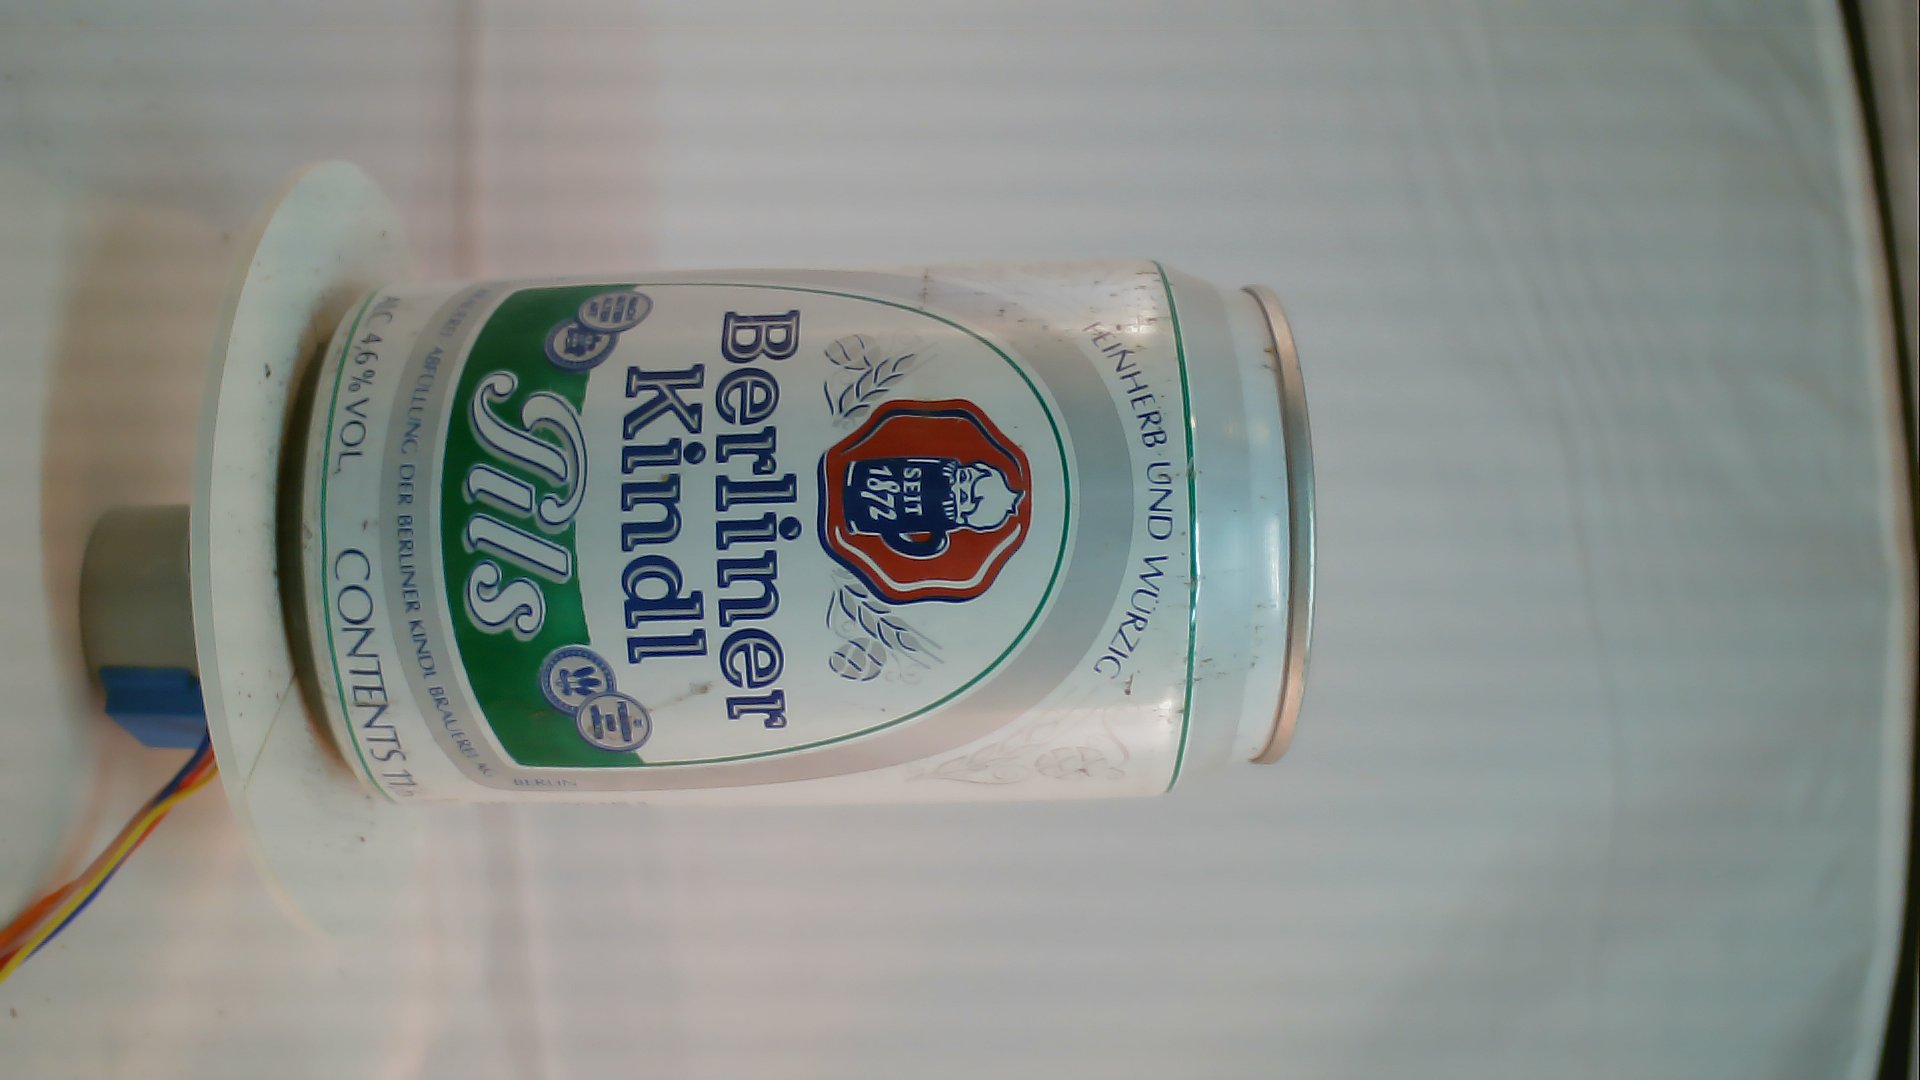 FEINHERB UND WÜRZIG
SEIT
1872
Berliner
Kindl
Pils
ABFÜLLUNG DER BERLINER KINDL BRAUEREI AG BERLIN
ALC 4,6% VOL. CONTENTS 11,